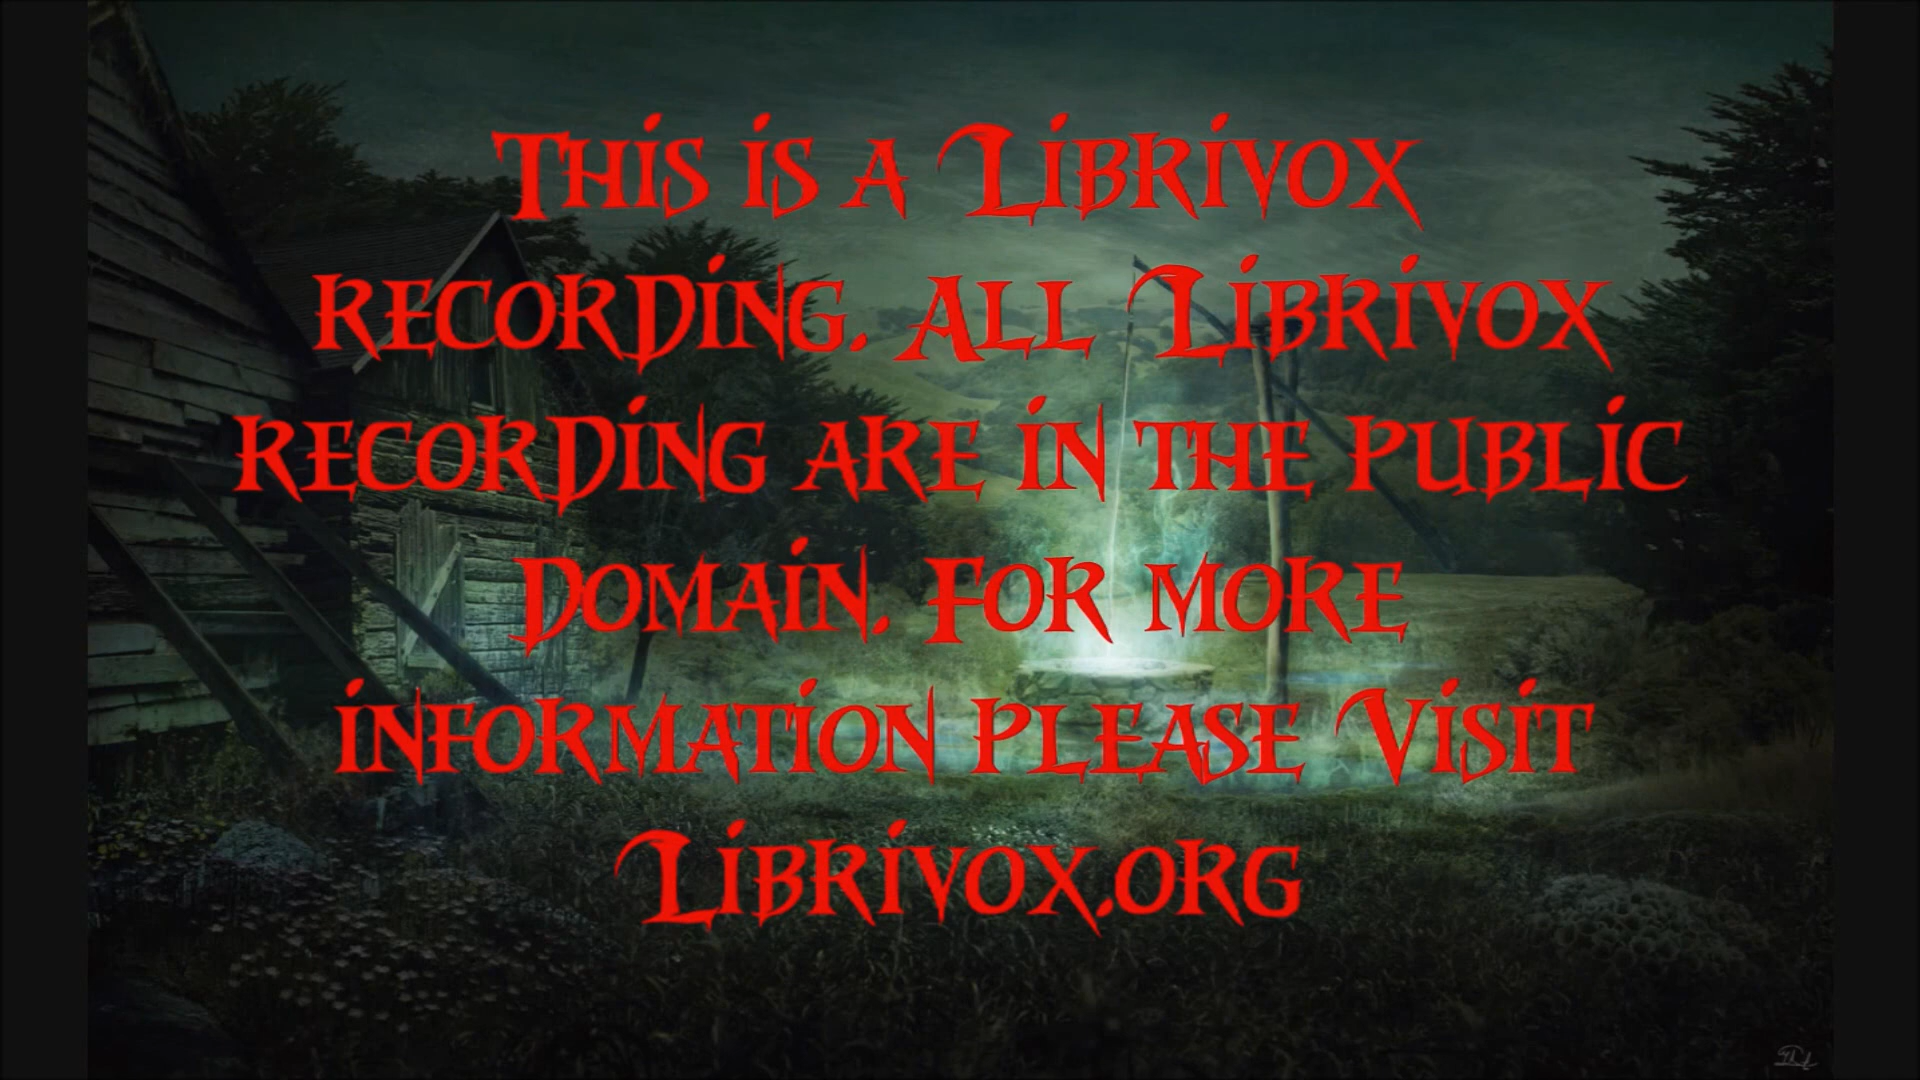 This is a Librivox
recording. All Librivox
recording are in the public
Domain. For more
information please Visit
Librivox.org